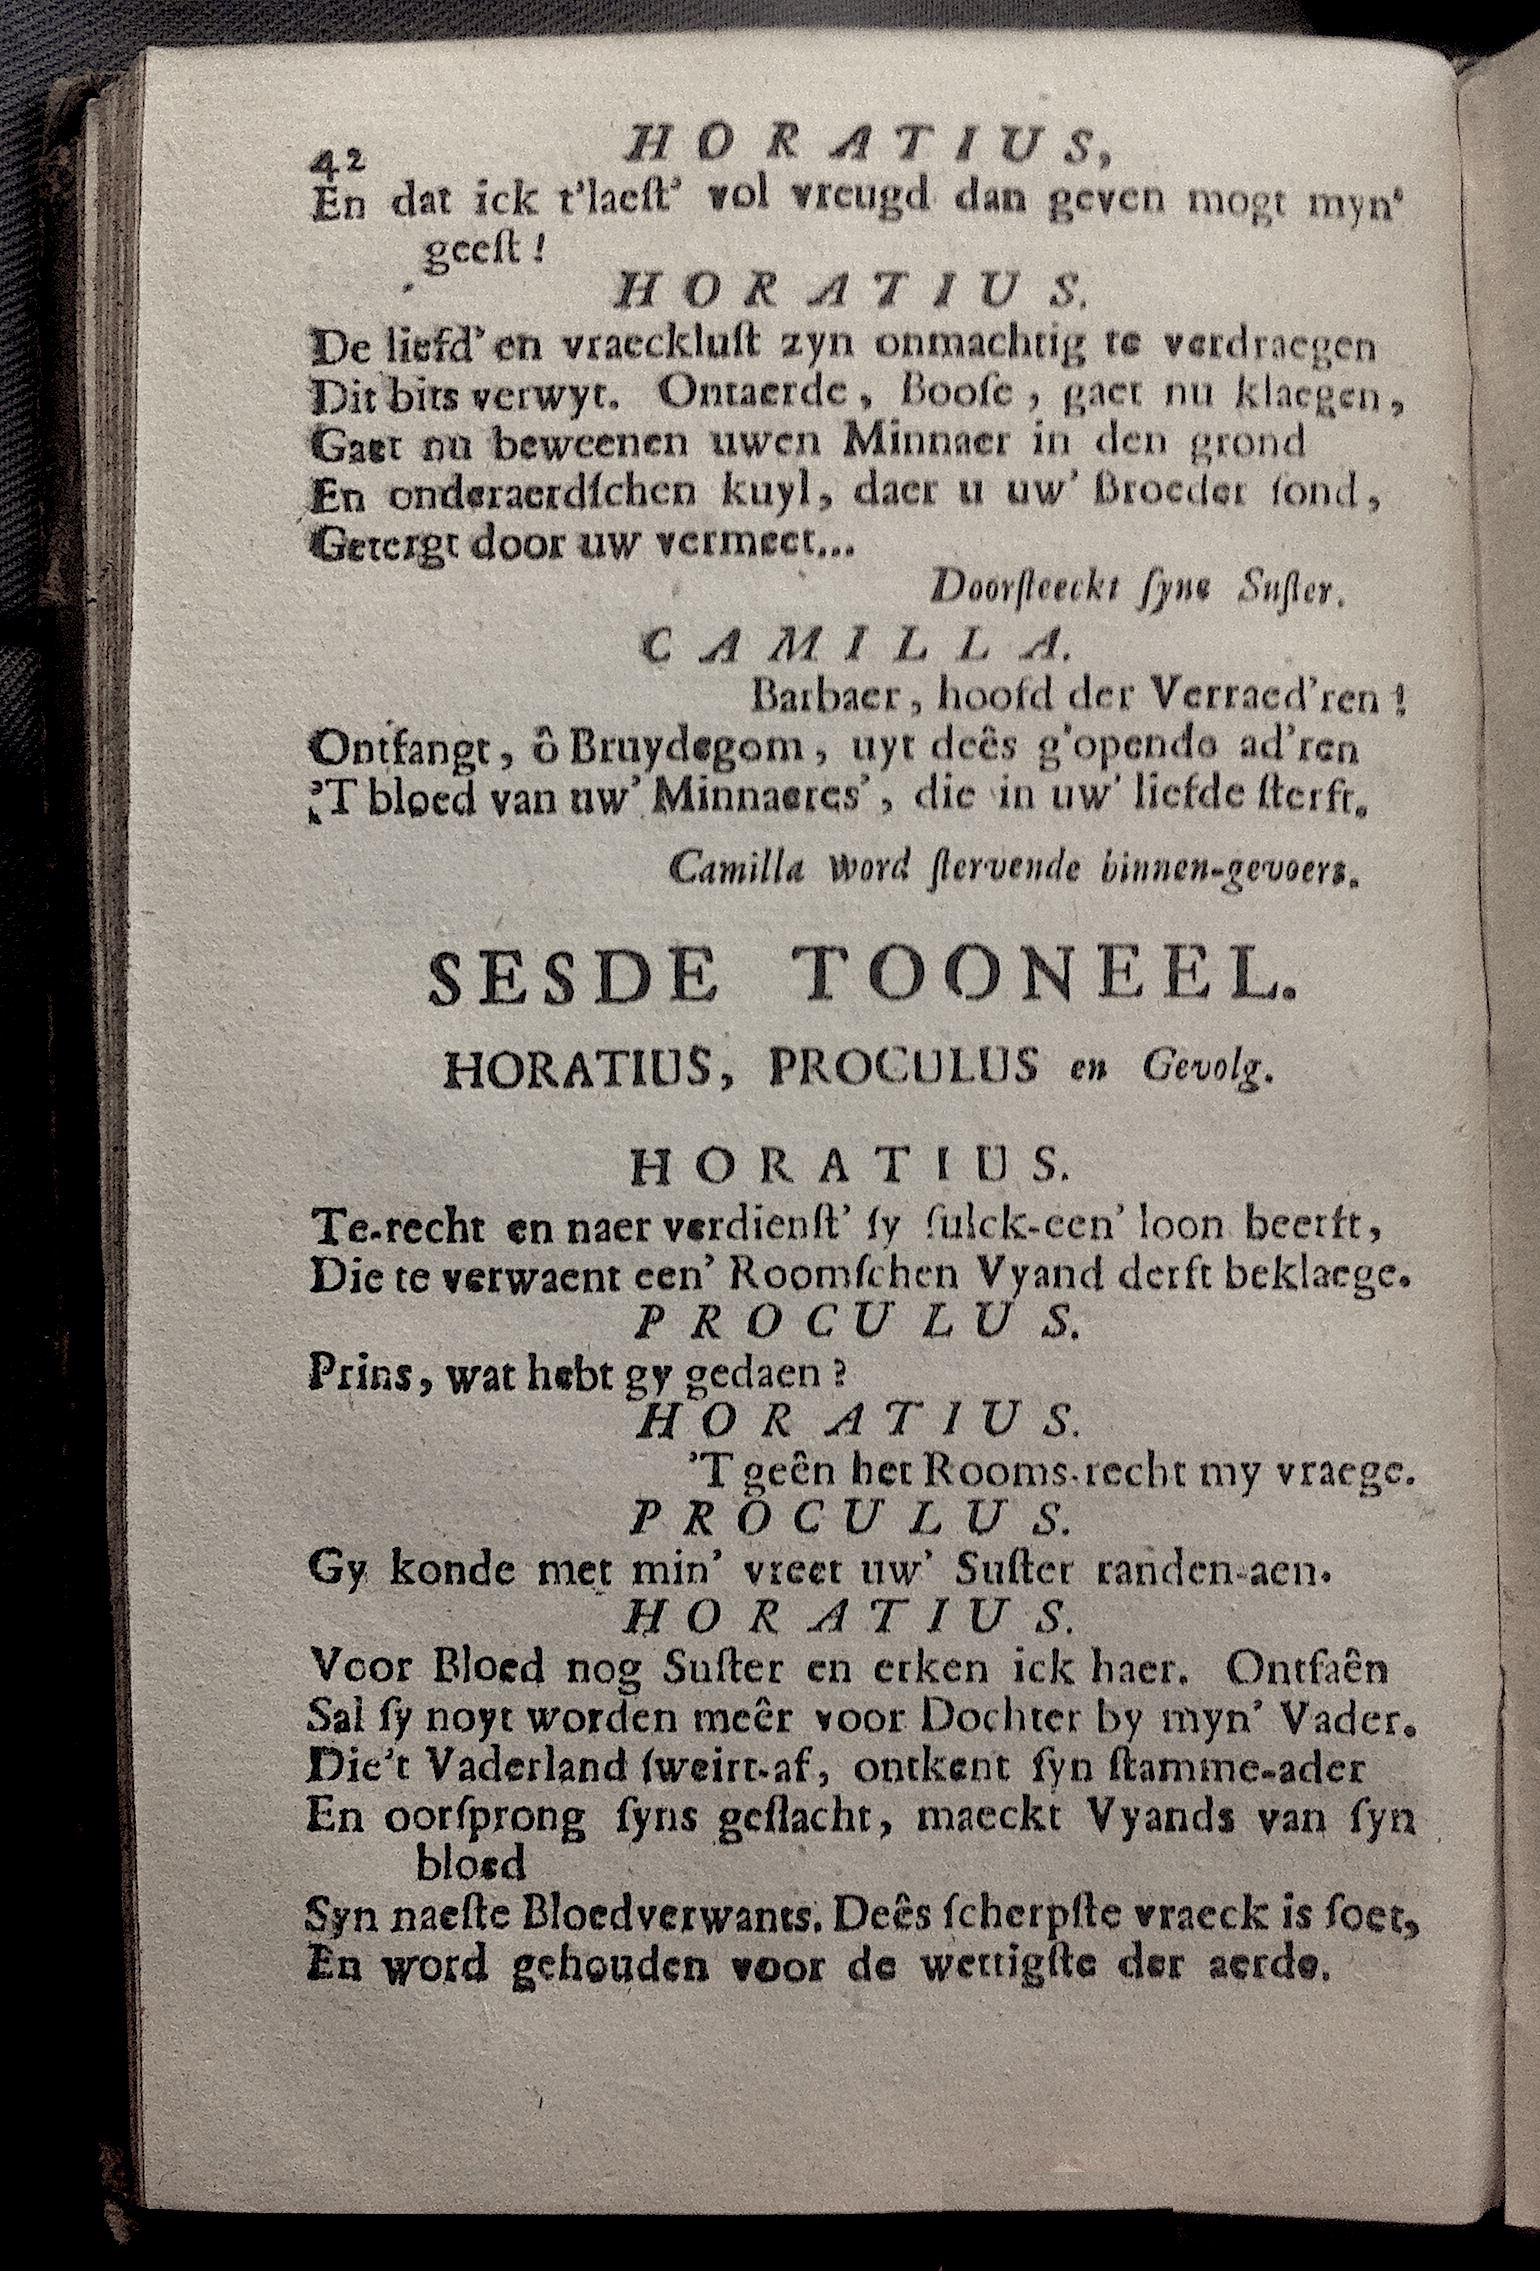 42 HORATIUS,
En dat ick t'laeſt' vol vreugd dan geven mogt myn'
geeſt!
HORATIUS.
De liefd' en vraeckluſt zyn onmachtig te verdraegen
Dit bits verwyt. Ontaerde, Booſe, gaet nu klaegen,
Gaet nu beweenen uwen Minnaer in den grond
En onderaerdſchen kuyl, daer u uw' Broeder ſond,
Getergt door uw vermeet...
Doorſteeckt ſyne Suſter.
CAMILLA.
Barbaer, hoofd der Verraed'ren!
Ontfangt, ô Bruydegom, uyt deês g'opende ad'ren
'T bloed van uw' Minnaeres', die in uw' liefde ſterft.
Camilla word ſtervende binnen-gevoert.
SESDE TOONEEL.
HORATIUS, PROCULUS en Gevolg.
HORATIUS.
Te-recht en naer verdienſt' ſy ſulck-een' loon beerft,
Die te verwaent een' Roomſchen Vyand derft beklaege.
PROCULUS.
Prins, wat hebt gy gedaen?
HORATIUS.
'T geên het Rooms-recht my vraege.
PROCULUS.
Gy konde met min' vreet uw' Suſter randen-aen.
HORATIUS.
Voor Bloed nog Suſter en erken ick haer. Ontfaên
Sal ſy noyt worden meêr voor Dochter by myn' Vader.
Die't Vaderland ſweirt-af, ontkent ſyn ſtamme-ader
En oorſprong ſyns geſlacht, maeckt Vyands van ſyn
bloed
Syn naeſte Bloedverwants. Deês ſcherpſte vraeck is ſoet,
En word gehouden voor de wettigſte der aerde.